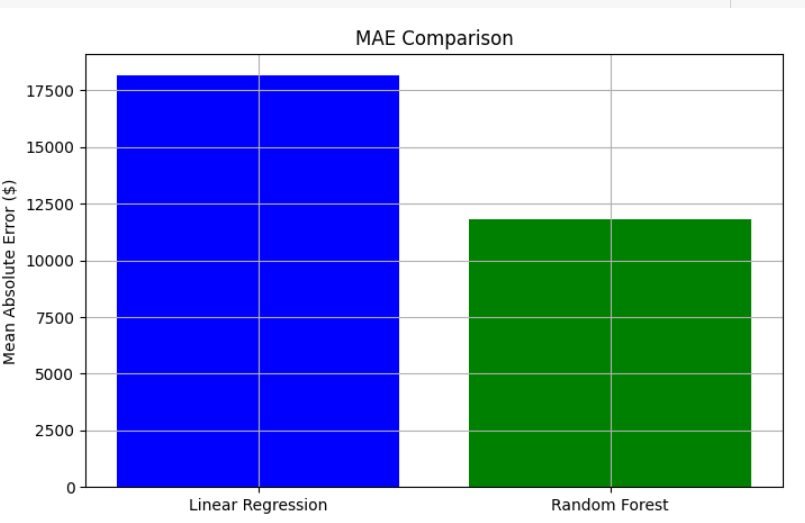 MAE Comparison
Mean Absolute Error ($)
17500
15000
12500
10000
7500
5000
2500
0
Linear Regression
Random Forest